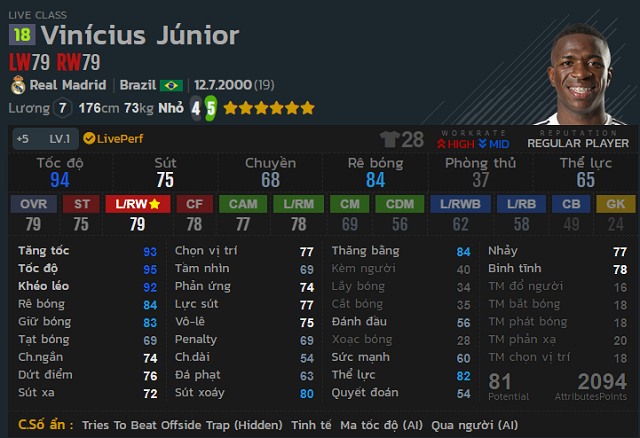 LIVE CLASS
18 Vinícius Júnior
LW79 RW79
Real Madrid Brazil 12.7.2000(19)
Lương 7 176cm 73kg Nhỏ 4 5
+5 LV.1 LivePerf 28 WORKRATE HIGH MID REPUTATION REGULAR PLAYER
Tốc độ Sút Chuyền Rê bóng Phòng thủ Thể lực
94 75 68 84 37 65
OVR ST L/RW CF CAM L/RM CM CDM L/RWB L/RB CB GK
79 75 79 78 77 78 69 56 62 58 49 24
Tăng tốc 93 Chọn vị trí 77 Thăng bằng 84 Nhảy 77
Tốc độ 95 Tầm nhìn 69 Kèm người 40 Bình tĩnh 78
Khéo léo 92 Phản ứng 74 Lấy bóng 34 TM đổ người 16
Rê bóng 84 Lực sút 77 Cắt bóng 35 TM bắt bóng 18
Giữ bóng 83 Vô-lê 75 Đánh đầu 56 TM phát bóng 18
Tạt bóng 69 Penalty 69 Xoạc bóng 28 TM phản xạ 20
Ch.ngắn 74 Ch.dài 54 Sức mạnh 60 TM chọn vị trí 18
Dứt điểm 76 Đá phạt 63 Thể lực 82 81 2094
Sút xa 72 Sút xoáy 80 Quyết đoán 54 Potential AttributesPoints
C.Số ẩn : Tries To Beat Offside Trap (Hidden) Tinh tế Ma tốc độ (AI) Qua người (AI)